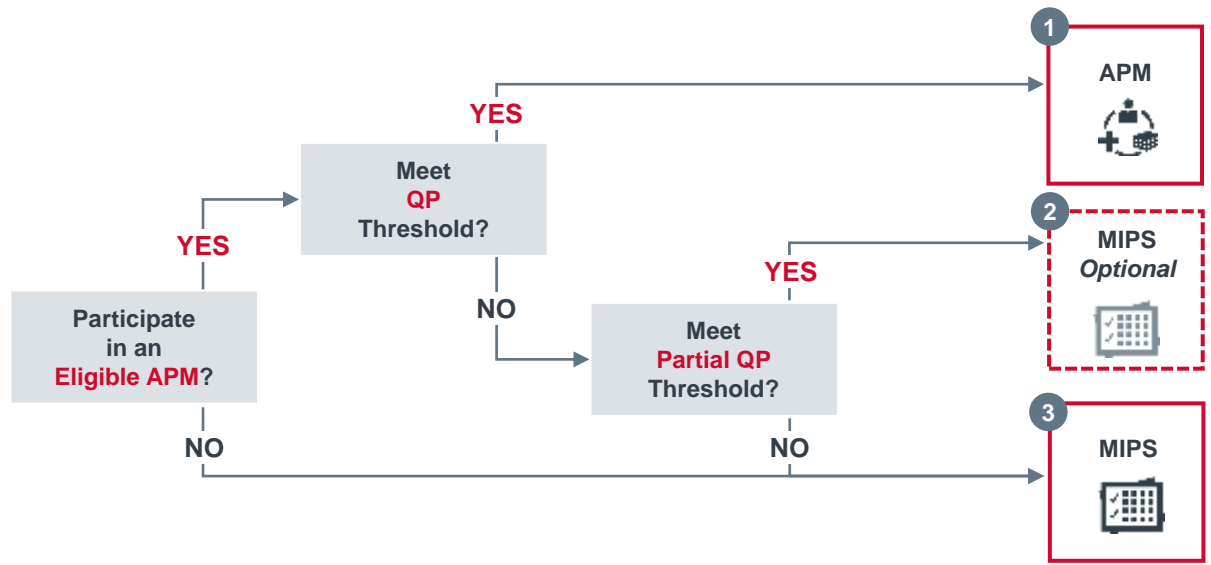 1
APM
YES
Meet
QP
Threshold?
YES
2
MIPS
Optional
YES
NO
Participate
in an
Eligible APM?
Meet
Partial QP
Threshold?
3
MIPS
NO
NO